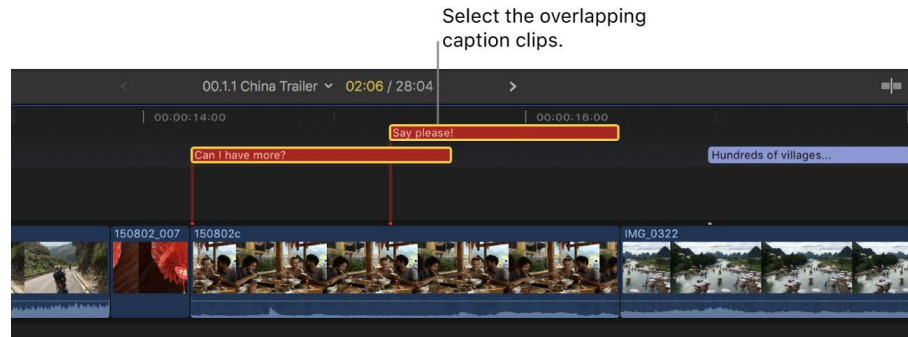 Select the overlapping
caption clips.
00.1.1 China Trailer 02:06 / 28:04
00:00:14:00 00:00:16:00
Say please!
Can I have more? Hundreds of villages...
150802_007 150802c IMG_0322